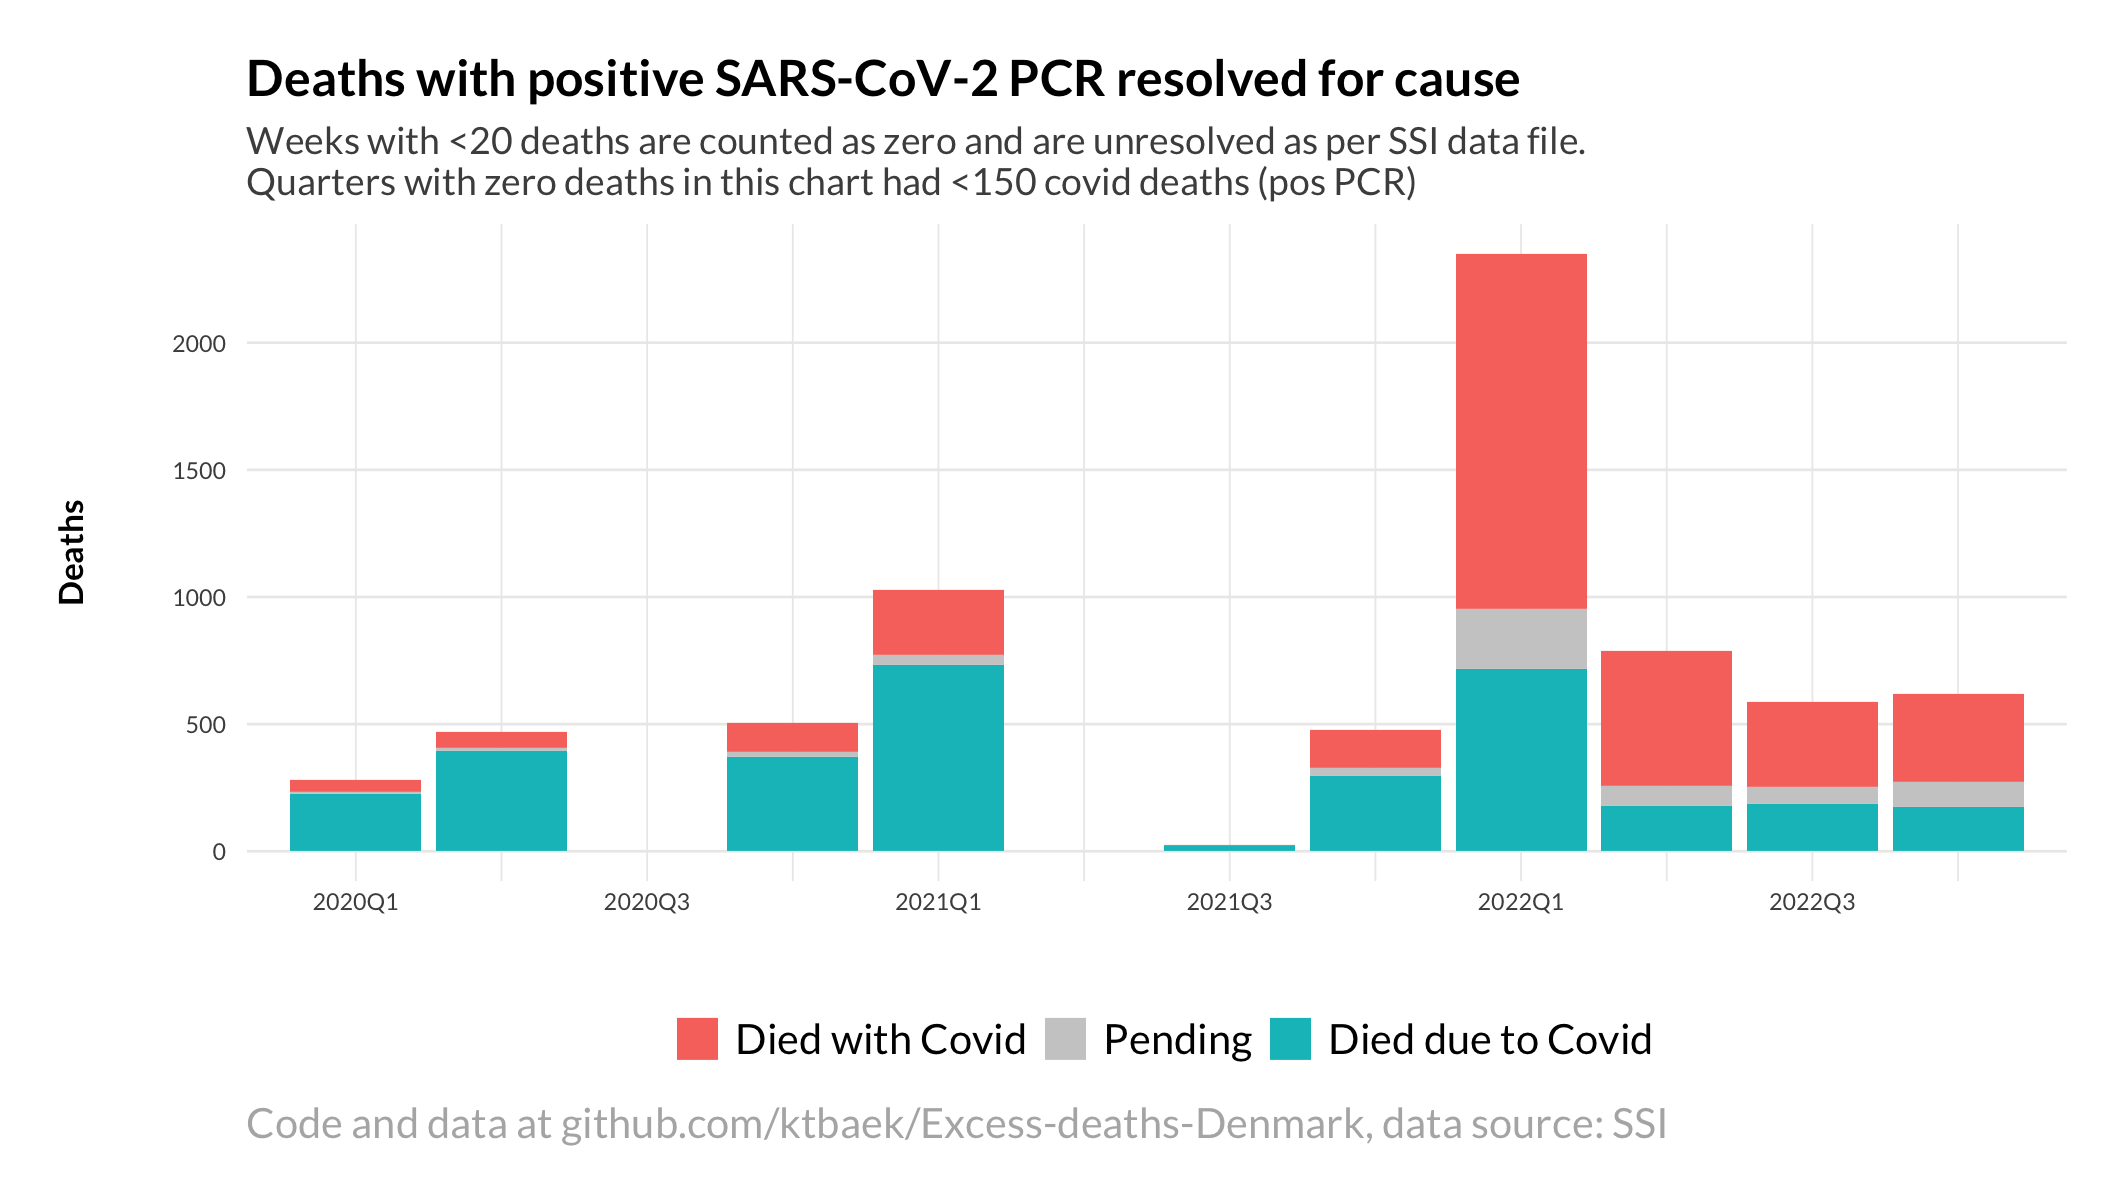 Deaths with positive SARS-CoV-2 PCR resolved for cause
Weeks with <20 deaths are counted as zero and are unresolved as per SSI data file.
Quarters with zero deaths in this chart had <150 covid deaths (pos PCR)
Deaths
2000
1500
1000
500
0
2020Q1 2020Q3 2021Q1 2021Q3 2022Q1 2022Q3
Died with Covid Pending Died due to Covid
Code and data at github.com/ktbaek/Excess-deaths-Denmark, data source: SSI